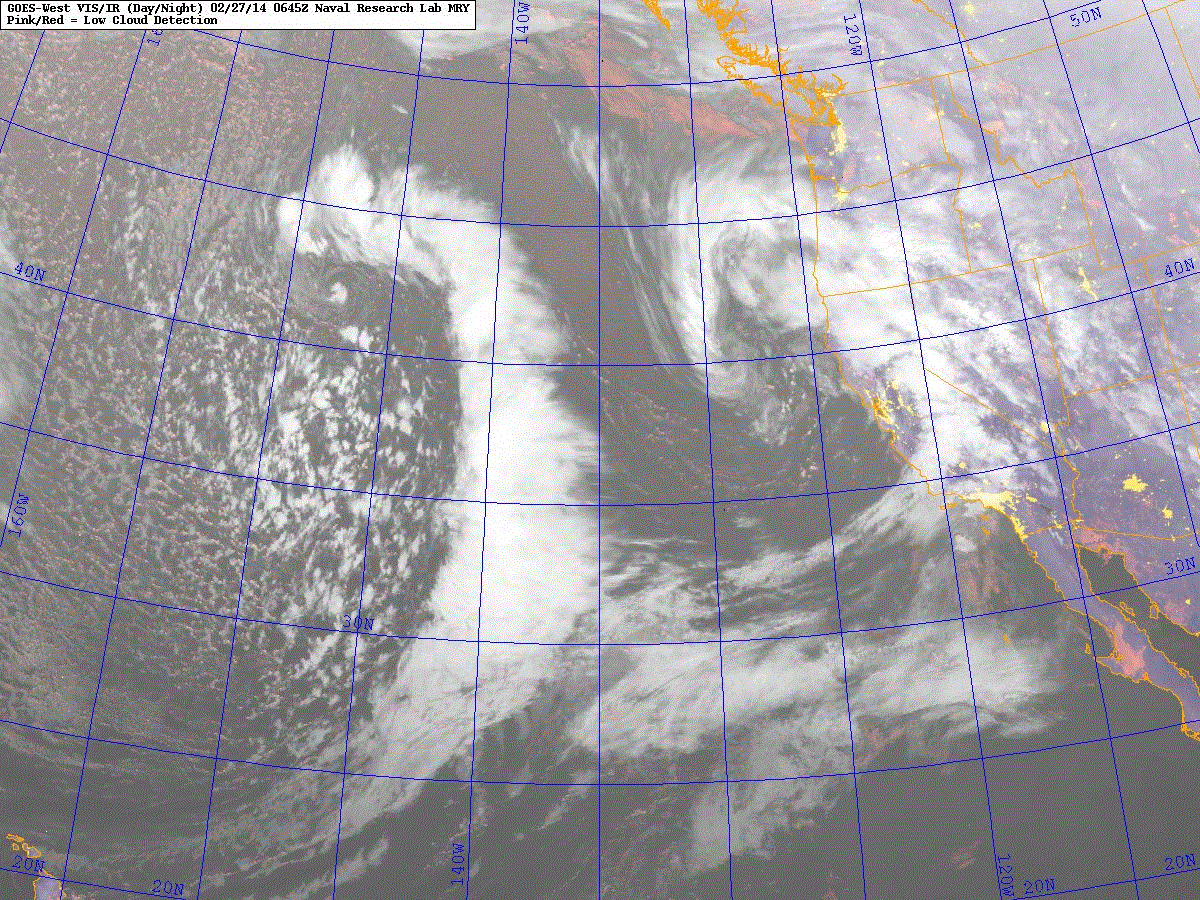 GOES-West VIS/IR (Day/Night) 02/27/14 0645Z Naval Research Lab MRY
Pink/Red = Low Cloud Detection
140W
120W
50N
40N
40N
160W
30N
30N
140W
120W
20N
20N
20N
20N